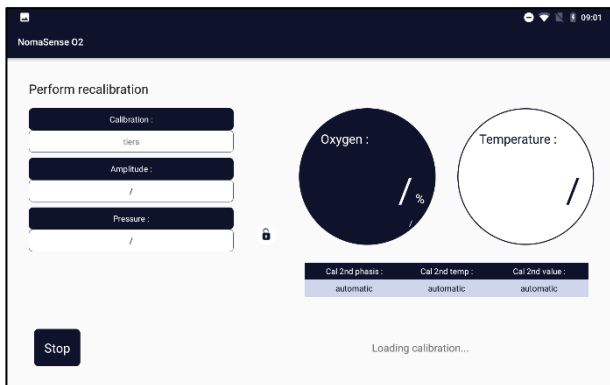 09:01
NomaSense O2
Perform recalibration
Calibration :
tiers
Amplitude :
/
Pressure :
/
Oxygen :
/ %
/
Temperature :
/
Cal 2nd phasis : Cal 2nd temp : Cal 2nd value :
automatic automatic automatic
Stop
Loading calibration...